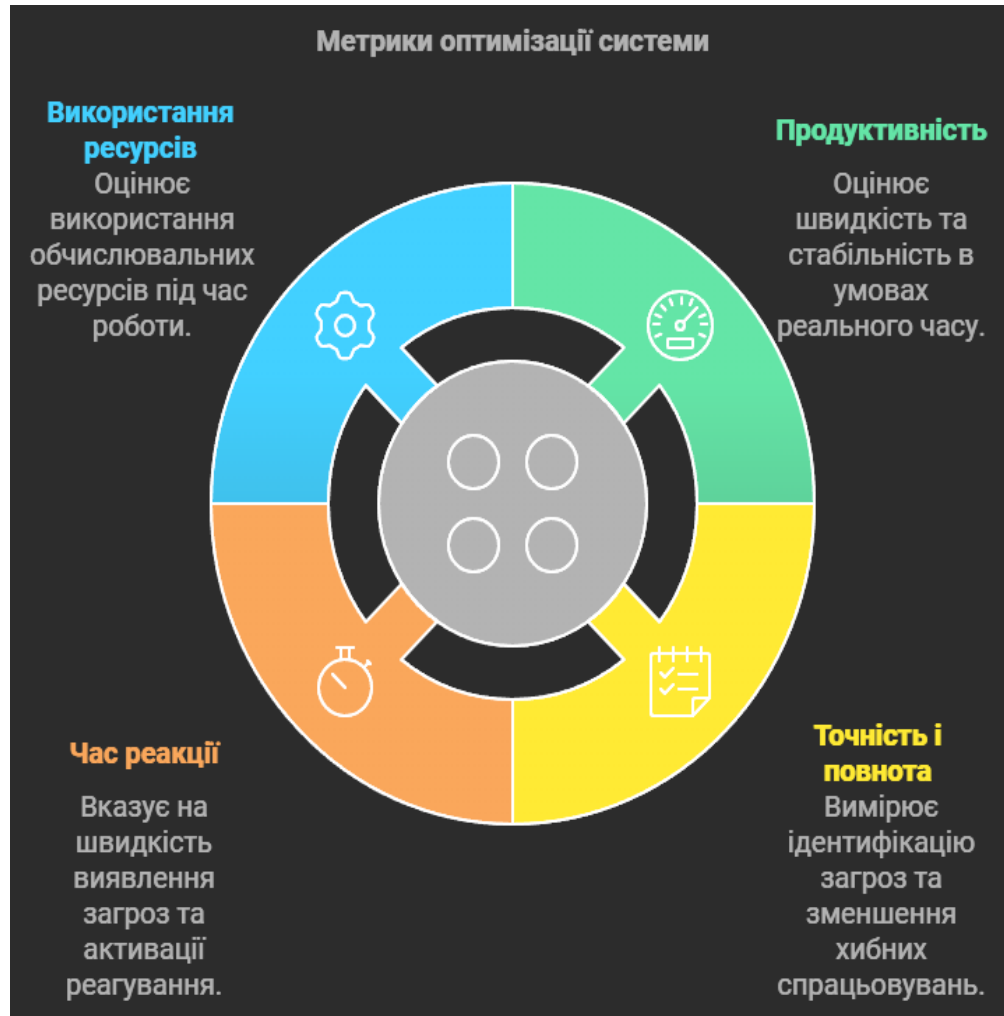 Метрики оптимізації системи
Використання
ресурсів
Оцінює
використання
обчислювальних
ресурсів під час
роботи.
Продуктивність
Оцінює
швидкість та
стабільність в
умовах
реального часу.
Час реакції
Вказує на
швидкість
виявлення
загроз та
активації
реагування.
Точність і
повнота
Вимірює
ідентифікацію
загроз та
зменшення
хибних
спрацьовувань.